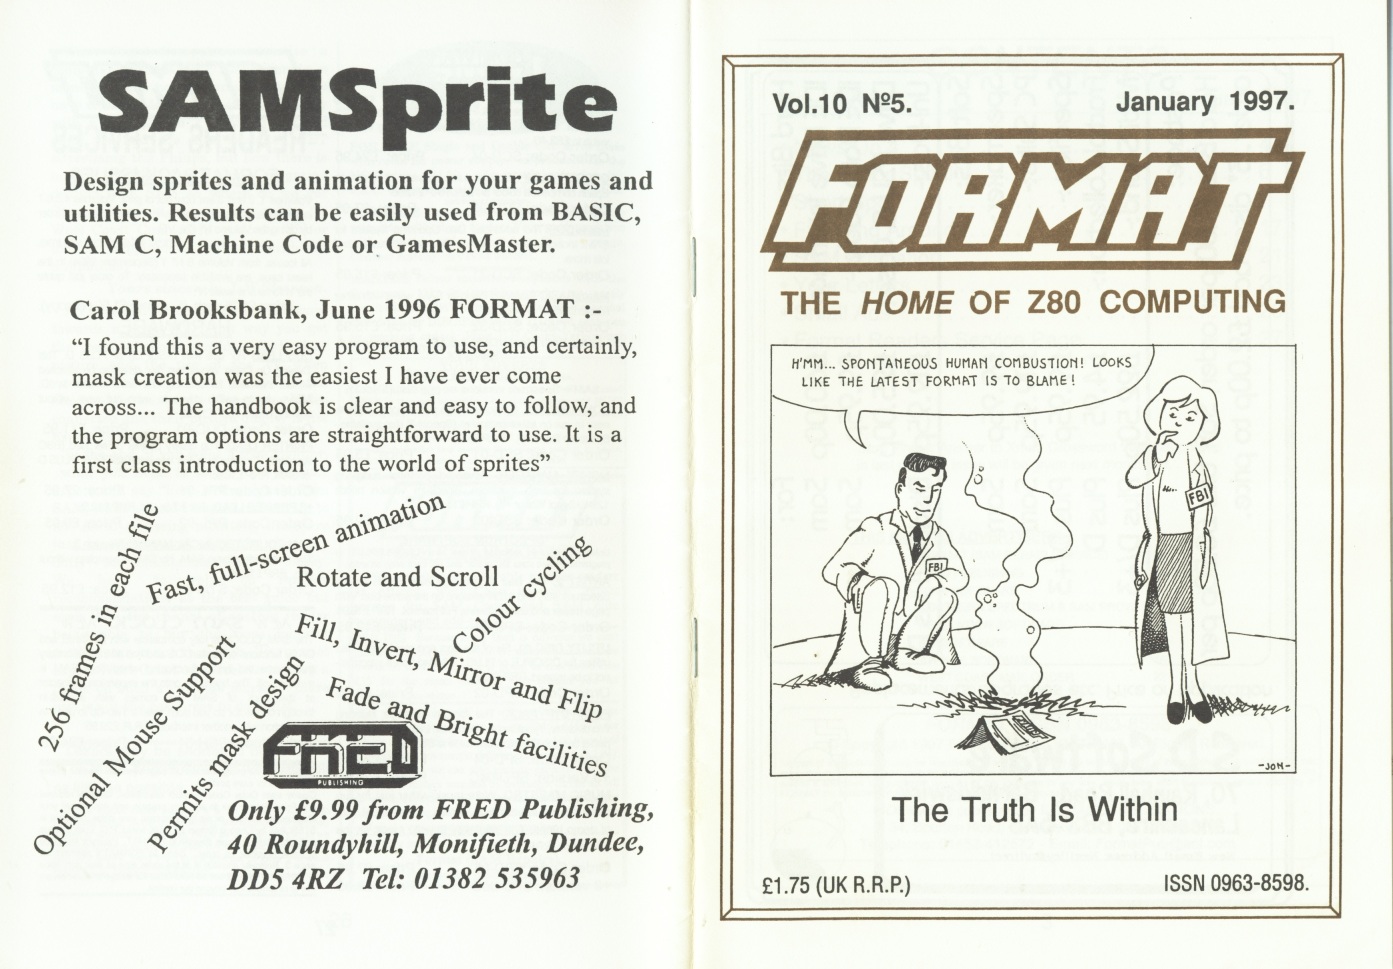 SAMSprite
Design sprites and animation for your games and
utilities. Results can be easily used from BASIC,
SAM C, Machine Code or GamesMaster.
Carol Brooksbank, June 1996 FORMAT :-
“I found this a very easy program to use, and certainly,
mask creation was the easiest I have ever come
across... The handbook is clear and easy to follow, and
the program options are straightforward to use. It is a
first class introduction to the world of sprites”
256 frames in each file
Fast, full-screen animation
Rotate and Scroll
Colour cycling
Fill, Invert, Mirror and Flip
Optional Mouse Support
Permits mask design
Fade and Bright facilities
FRED
PUBLISHING
Only £9.99 from FRED Publishing,
40 Roundyhill, Monifieth, Dundee,
DD5 4RZ Tel: 01382 535963
Vol.10 Nº5.
January 1997.
FORMAT
THE HOME OF Z80 COMPUTING
H'MM... SPONTANEOUS HUMAN COMBUSTION! LOOKS
LIKE THE LATEST FORMAT IS TO BLAME!
FBI
FBI
-JON-
The Truth Is Within
£1.75 (UK R.R.P.)
ISSN 0963-8598.